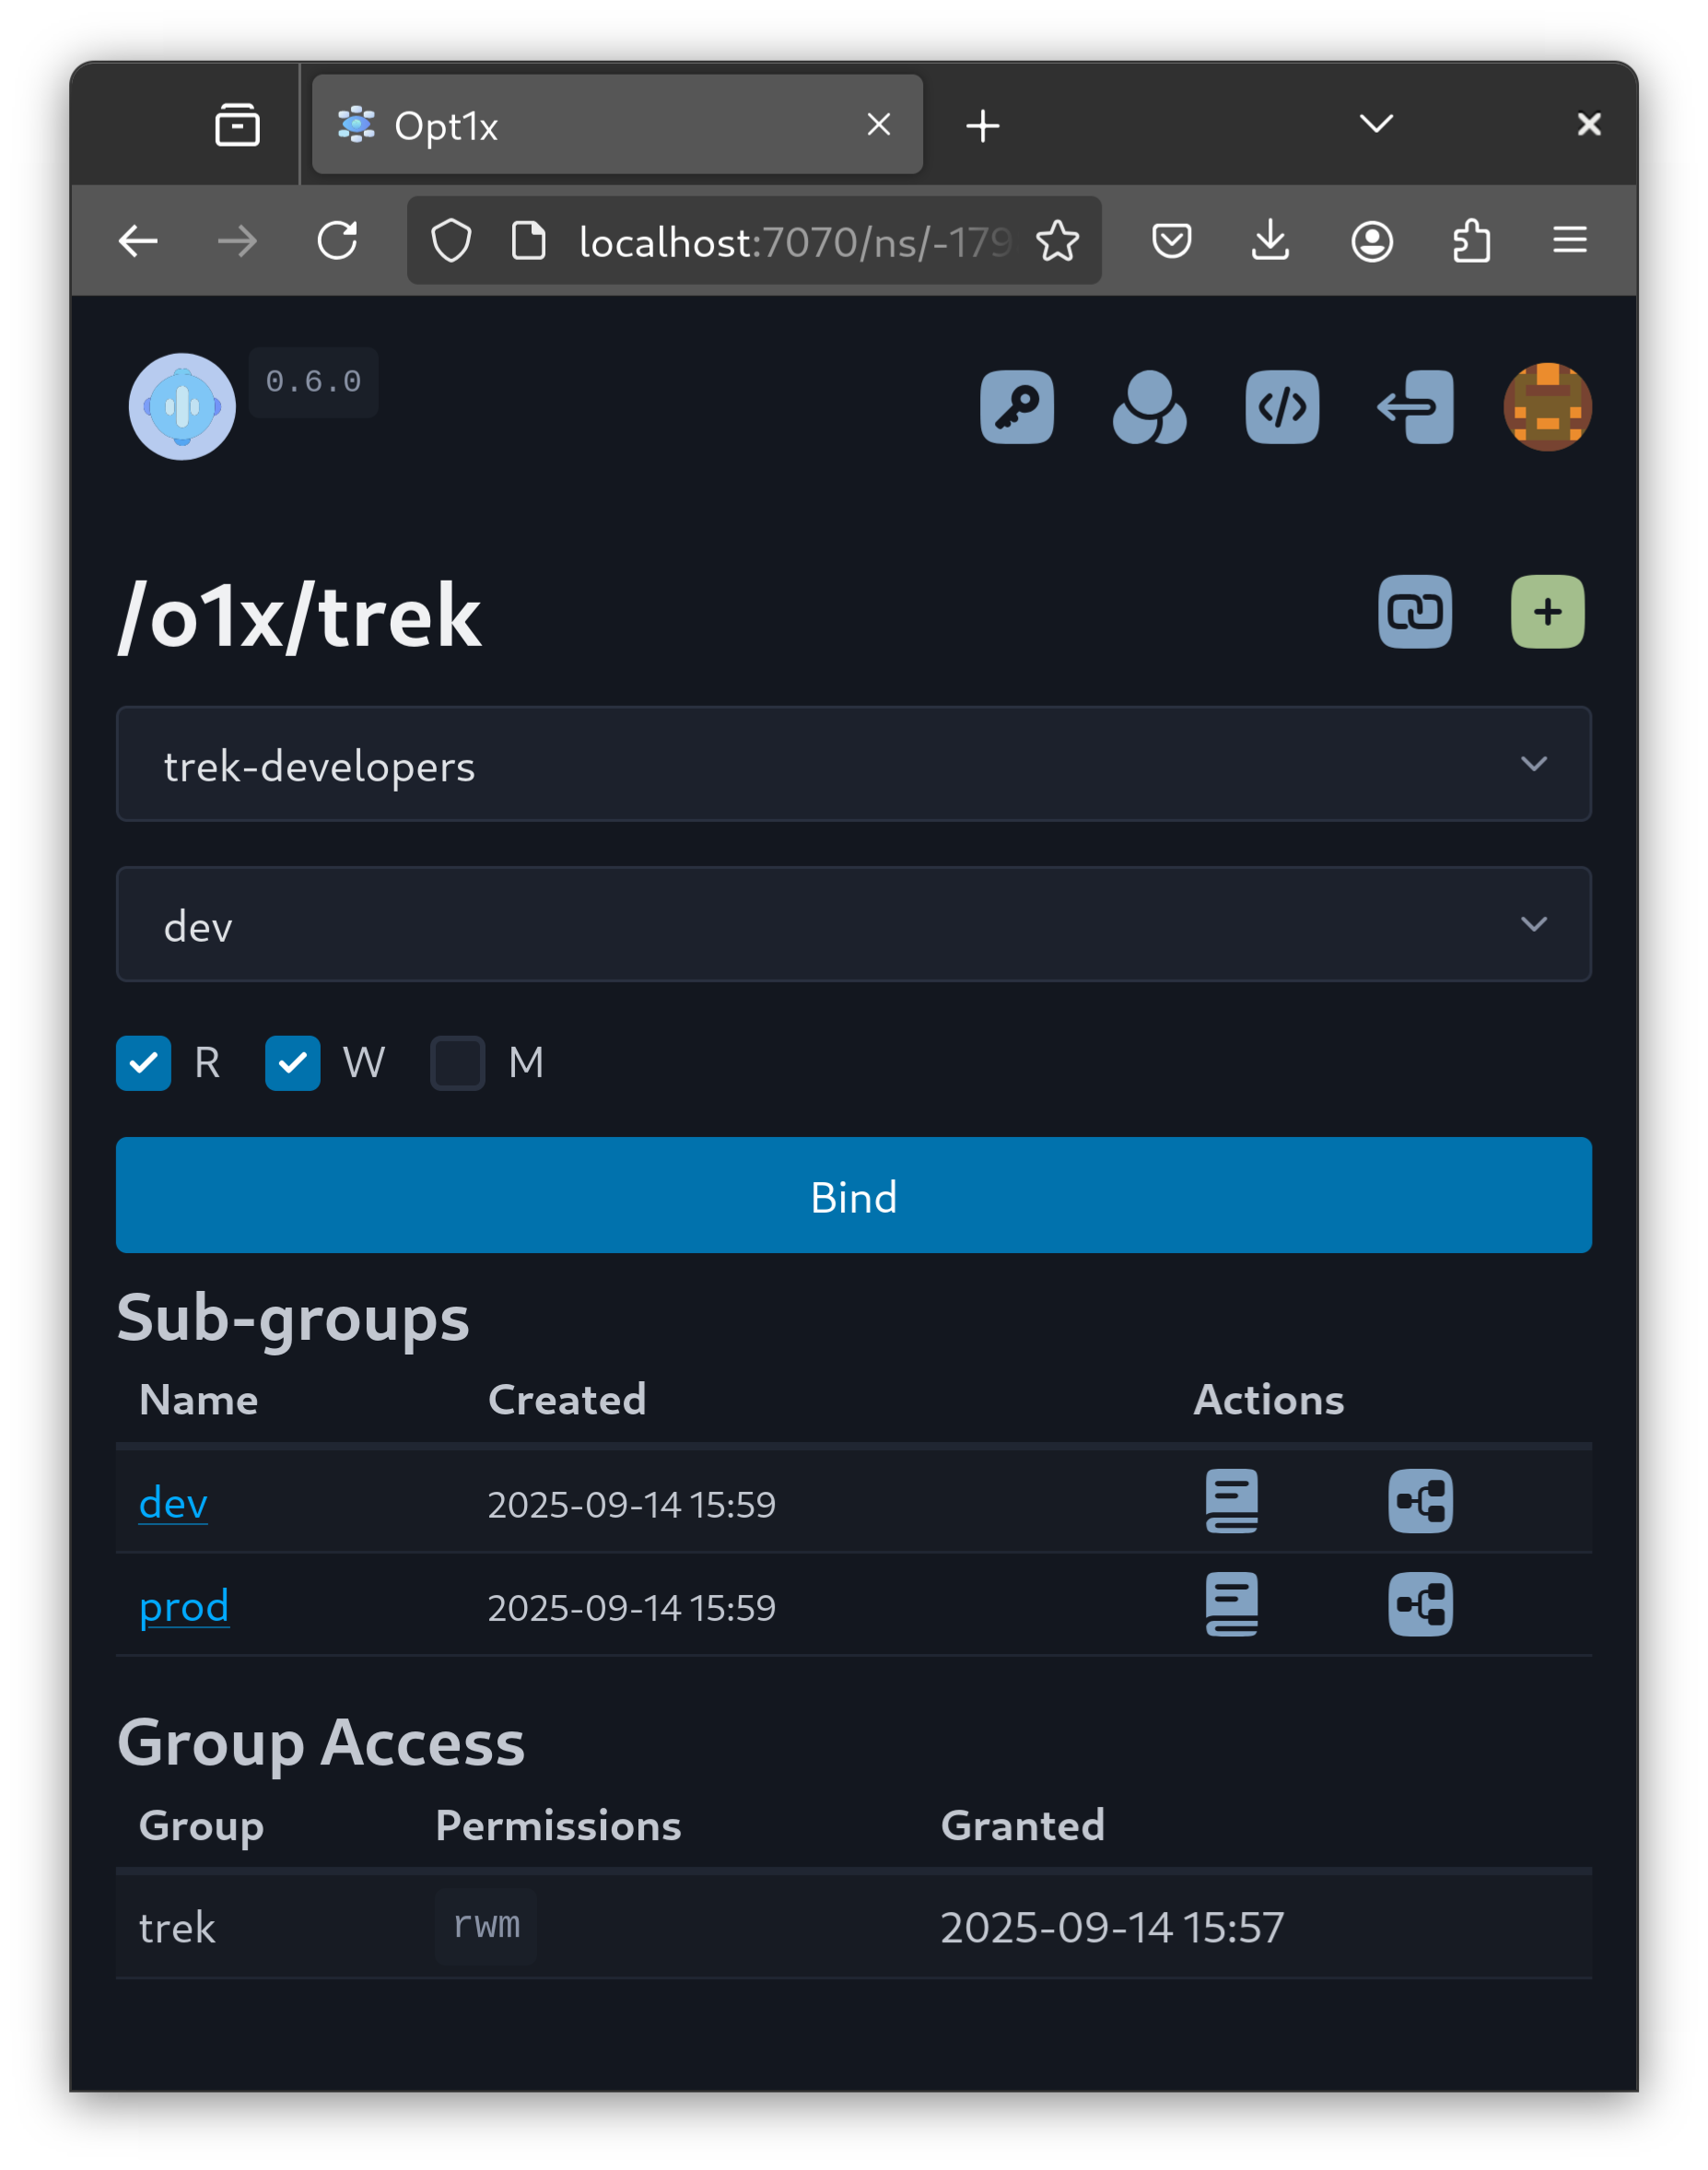 Opt1x
localhost:7070/ns/-179
0.6.0
/o1x/trek
trek-developers
dev
R W M
Bind
Sub-groups
Name Created Actions
dev 2025-09-14 15:59
prod 2025-09-14 15:59
Group Access
Group Permissions Granted
trek rwm 2025-09-14 15:57